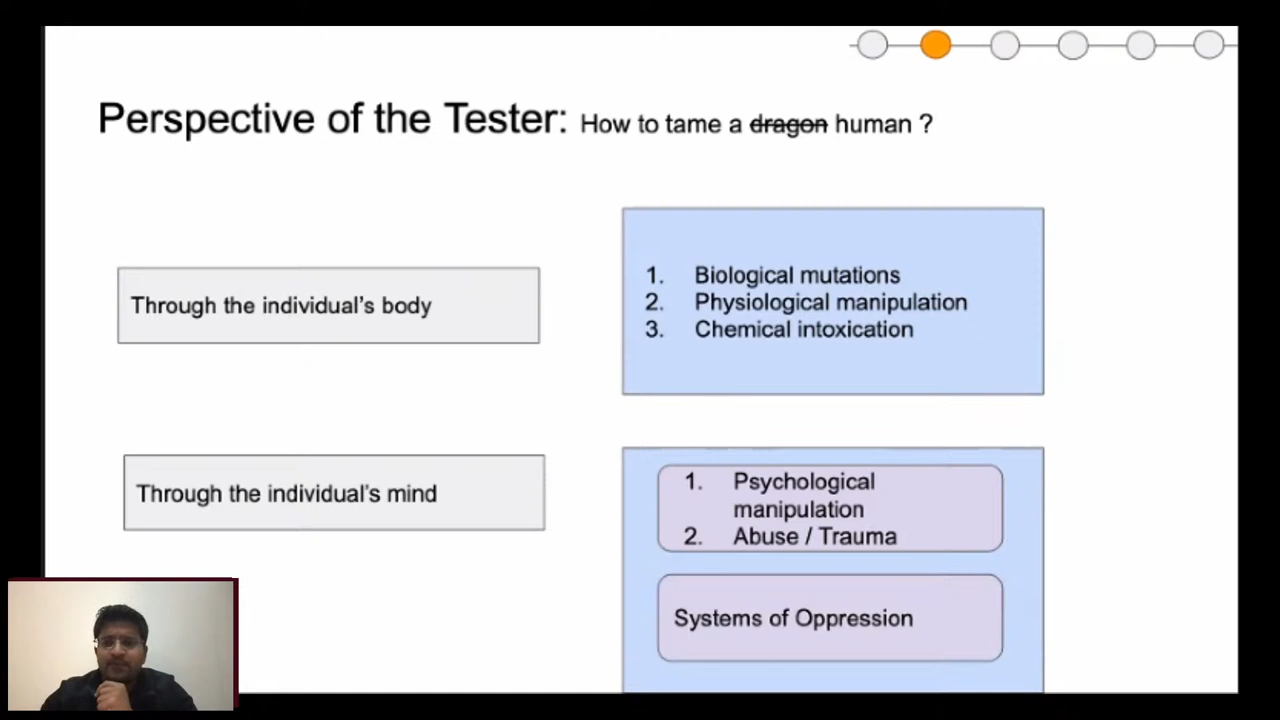 Perspective of the Tester: How to tame a dragon human ?
Through the individual's body
1. Biological mutations
2. Physiological manipulation
3. Chemical intoxication
Through the individual's mind
1. Psychological
manipulation
2. Abuse / Trauma
Systems of Oppression